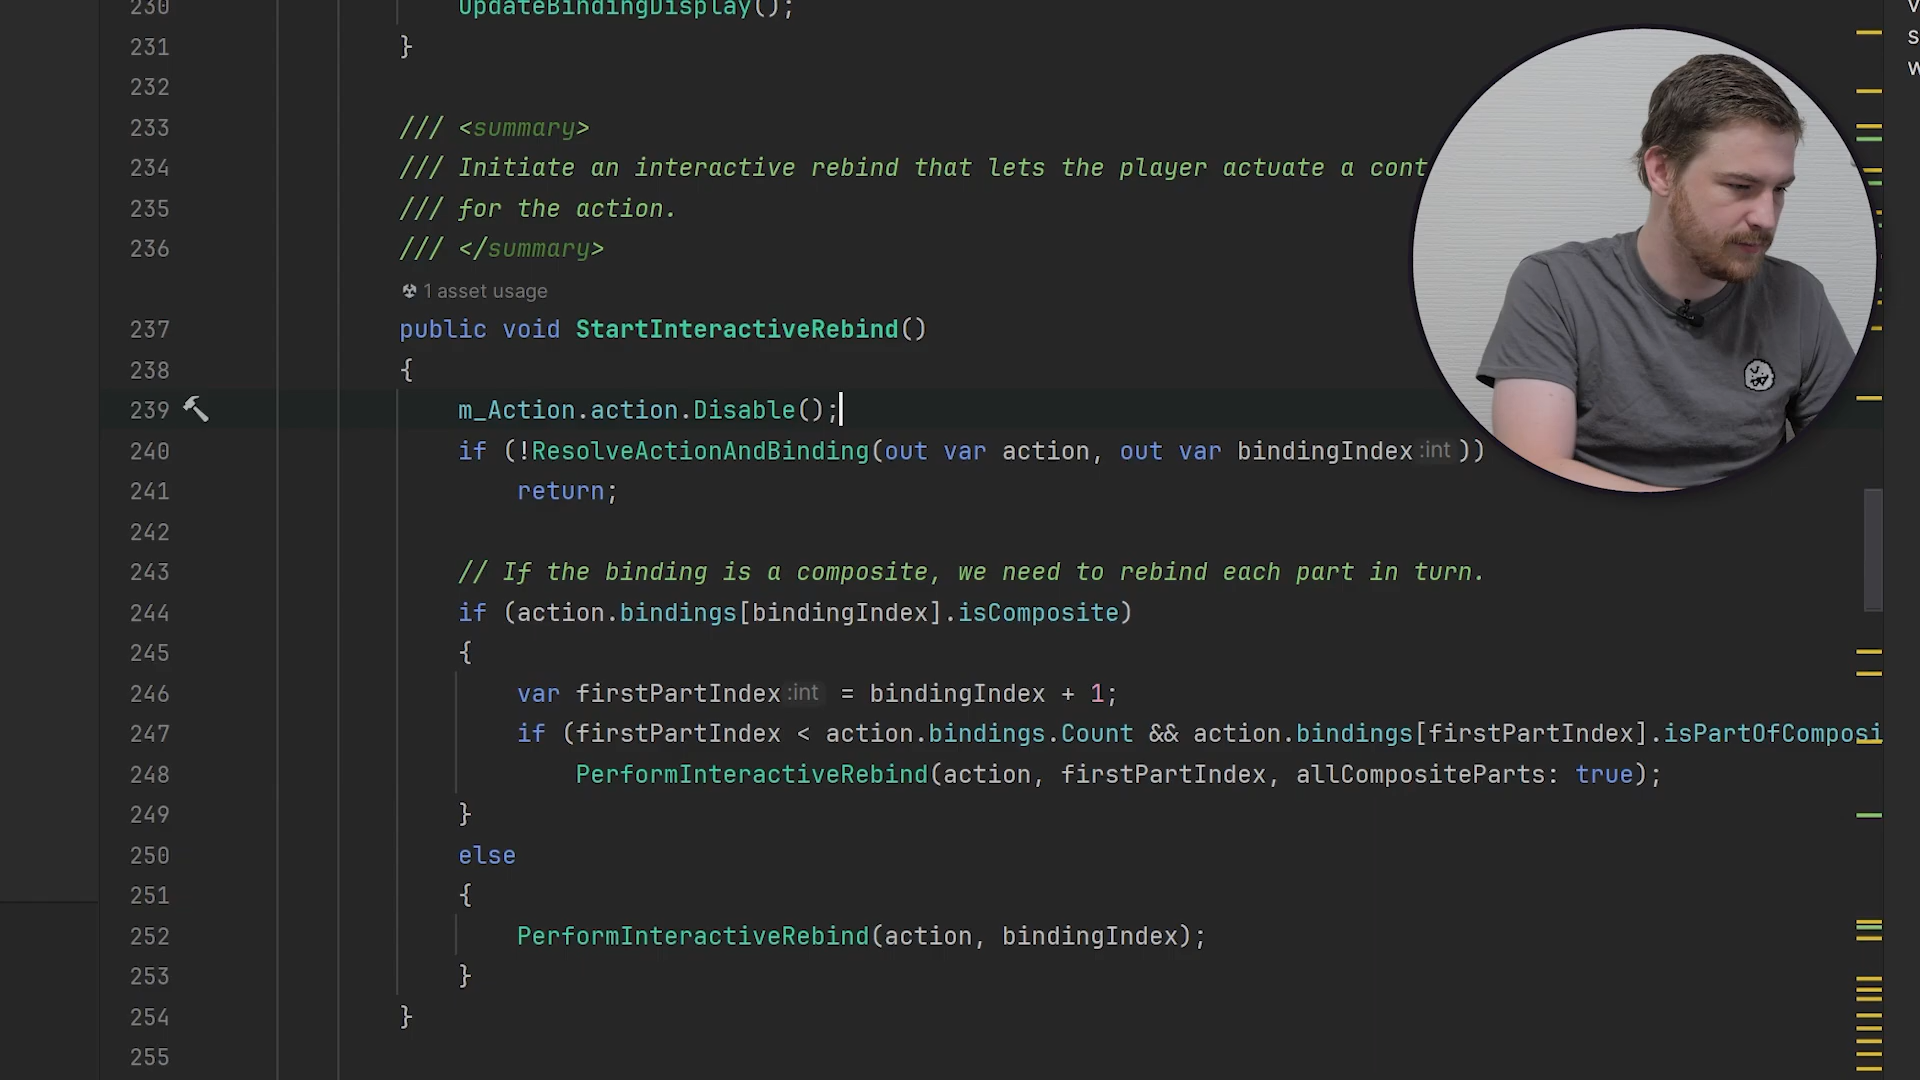 230 UpdateBindingDisplay();
231 }
232
233 /// <summary>
234 /// Initiate an interactive rebind that lets the player actuate a cont
235 /// for the action.
236 /// </summary>
1 asset usage
237 public void StartInteractiveRebind()
238 {
239 m_Action.action.Disable();
240 if (!ResolveActionAndBinding(out var action, out var bindingIndex :int ))
241 return;
242
243 // If the binding is a composite, we need to rebind each part in turn.
244 if (action.bindings[bindingIndex].isComposite)
245 {
246 var firstPartIndex :int = bindingIndex + 1;
247 if (firstPartIndex < action.bindings.Count && action.bindings[firstPartIndex].isPartOfComposi
248 PerformInteractiveRebind(action, firstPartIndex, allCompositeParts: true);
249 }
250 else
251 {
252 PerformInteractiveRebind(action, bindingIndex);
253 }
254 }
255